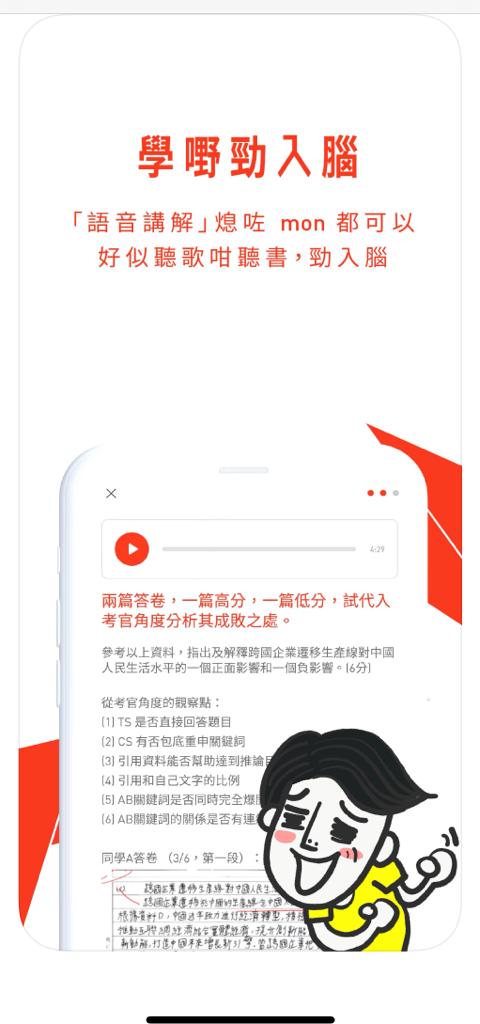 學嘢勁入腦
「語音講解」熄咗 mon 都可以
好似聽歌咁聽書，勁入腦
4:29
兩篇答卷，一篇高分，一篇低分，試代入
考官角度分析其成敗之處。
參考以上資料，指出及解釋跨國企業遷移生產線對中國
人民生活水平的一個正面影響和一個負影響。(6分)
從考官角度的觀察點：
(1) TS 是否直接回答題目
(2) CS 有否包底重申關鍵詞
(3) 引用資料能否幫助達到推論
(4) 引用和自己文字的比例
(5) AB關鍵詞是否同時完全爆
(6) AB關鍵詞的關係是否有連
同學A答卷 （3/6，第一段）：